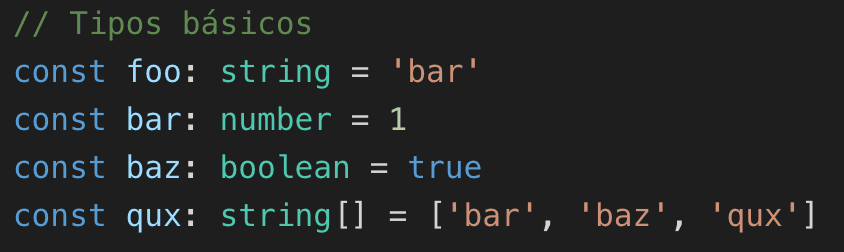 // Tipos básicos
const foo: string = 'bar'
const bar: number = 1
const baz: boolean = true
const qux: string[] = ['bar', 'baz', 'qux']